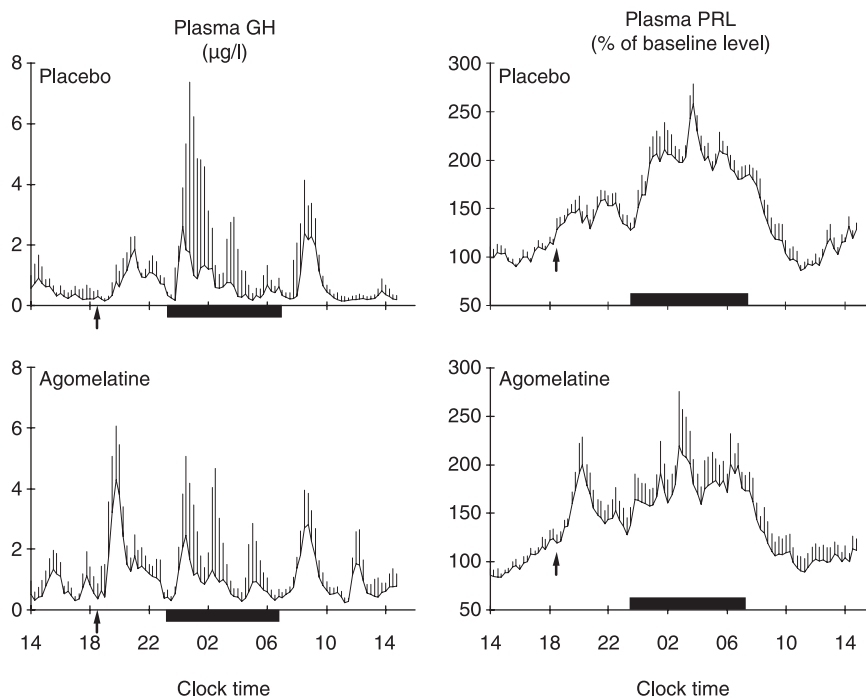 Plasma GH
(μg/l)
Plasma PRL
(% of baseline level)
8
6
4
2
0
Placebo
300
250
200
150
100
50
Placebo
8
6
4
2
0
Agomelatine
14 18 22 02 06 10 14
Clock time
300
250
200
150
100
50
Agomelatine
14 18 22 02 06 10 14
Clock time